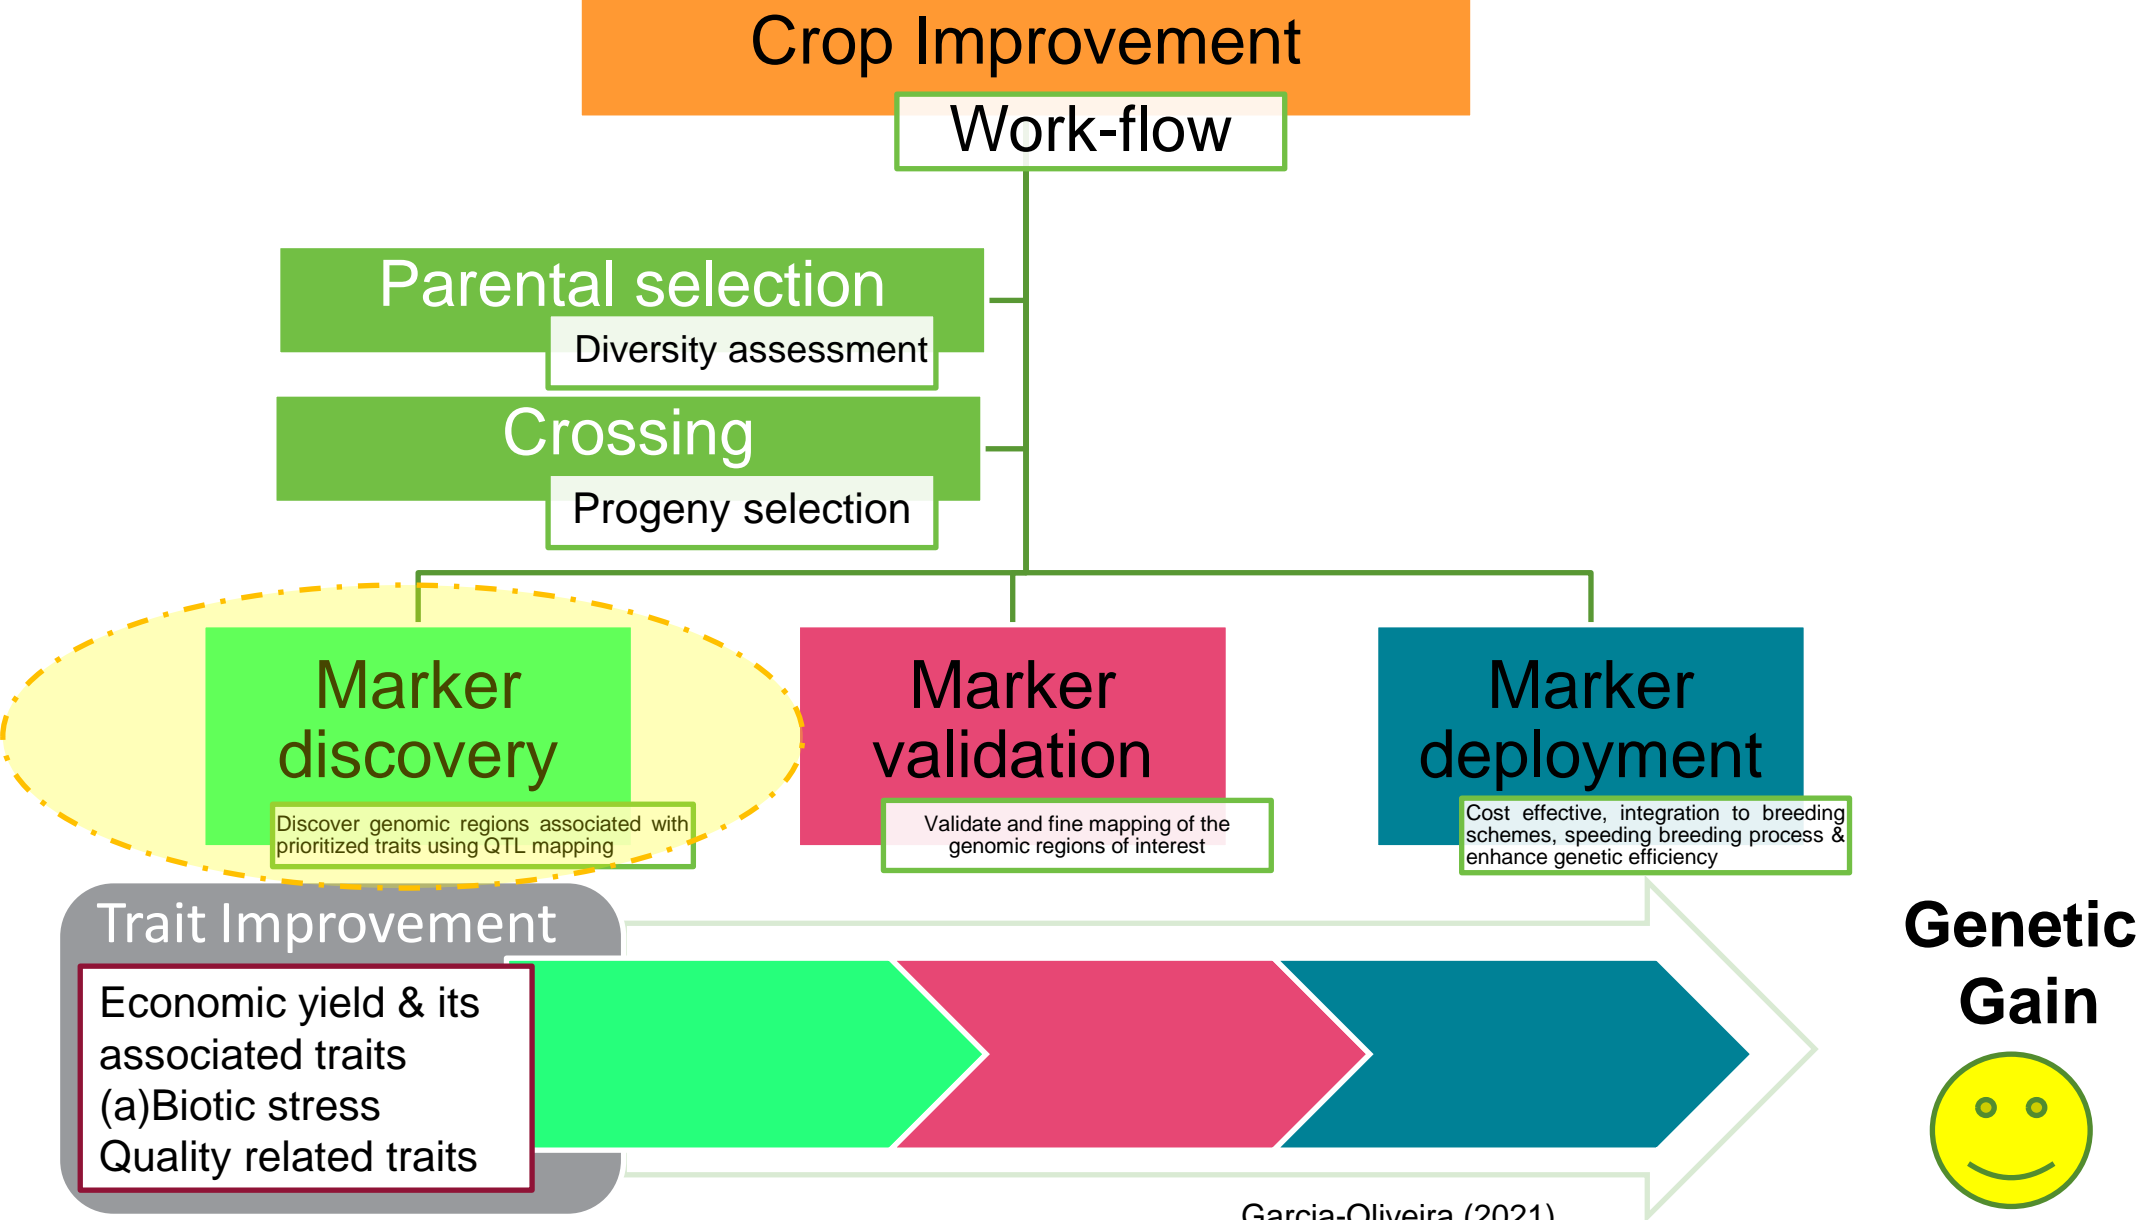 Crop Improvement
Work-flow
Parental selection
Diversity assessment
Crossing
Progeny selection
Marker
discovery
Discover genomic regions associated with
prioritized traits using QTL mapping
Marker
validation
Validate and fine mapping of the
genomic regions of interest
Marker
deployment
Cost effective, integration to breeding
schemes, speeding breeding process &
enhance genetic efficiency
Trait Improvement
Economic yield & its
associated traits
(a)Biotic stress
Quality related traits
Genetic
Gain
Garcia-Oliveira (2021)